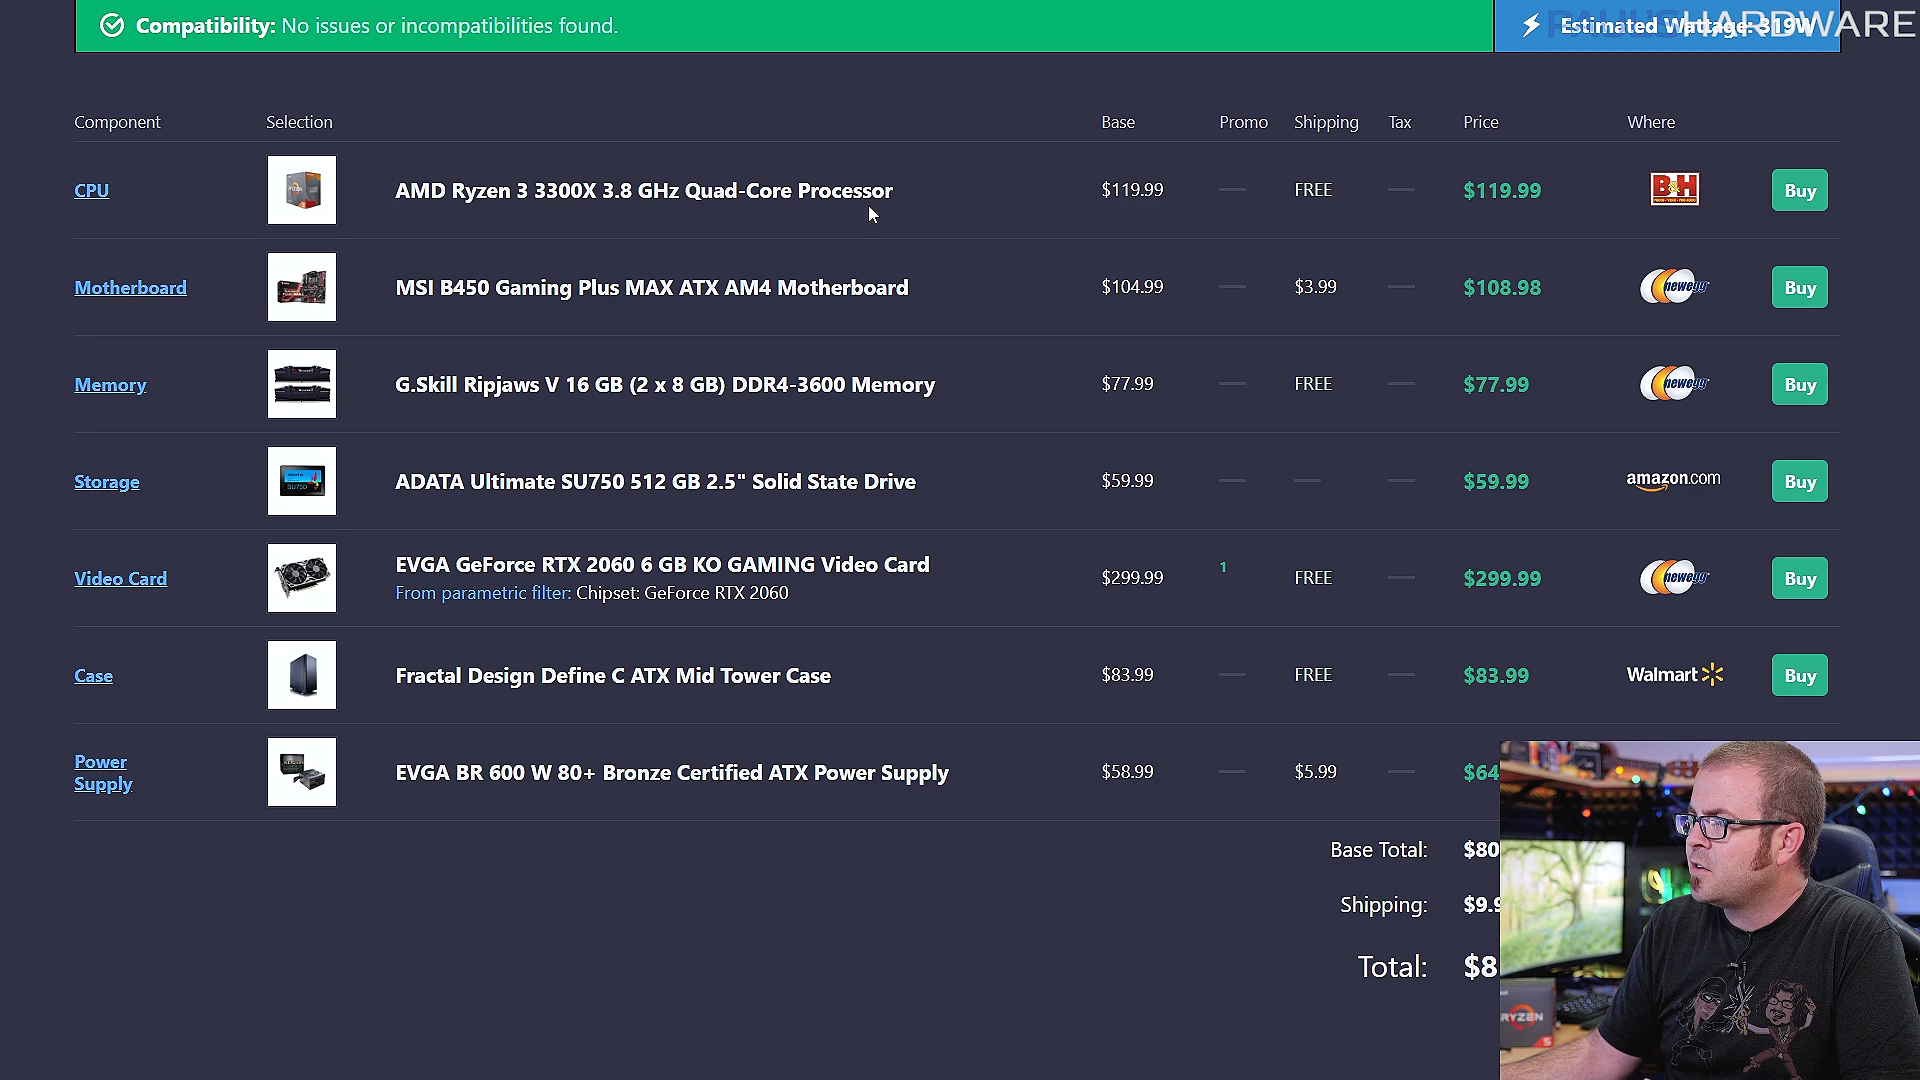 Compatibility: No issues or incompatibilities found.
Estimated Wattage: 319W
HARDWARE
Component Selection Base Promo Shipping Tax Price Where
CPU AMD Ryzen 3 3300X 3.8 GHz Quad-Core Processor $119.99 — FREE — $119.99 B&H Buy
Motherboard MSI B450 Gaming Plus MAX ATX AM4 Motherboard $104.99 — $3.99 — $108.98 newegg Buy
Memory G.Skill Ripjaws V 16 GB (2 x 8 GB) DDR4-3600 Memory $77.99 — FREE — $77.99 newegg Buy
Storage ADATA Ultimate SU750 512 GB 2.5" Solid State Drive $59.99 — — — $59.99 amazon.com Buy
Video Card EVGA GeForce RTX 2060 6 GB KO GAMING Video Card $299.99 1 FREE — $299.99 newegg Buy
From parametric filter: Chipset: GeForce RTX 2060
Case Fractal Design Define C ATX Mid Tower Case $83.99 — FREE — $83.99 Walmart Buy
Power
Supply EVGA BR 600 W 80+ Bronze Certified ATX Power Supply $58.99 — $5.99 — $64
Base Total: $80
Shipping: $9.9
Total: $8
RYZEN
5